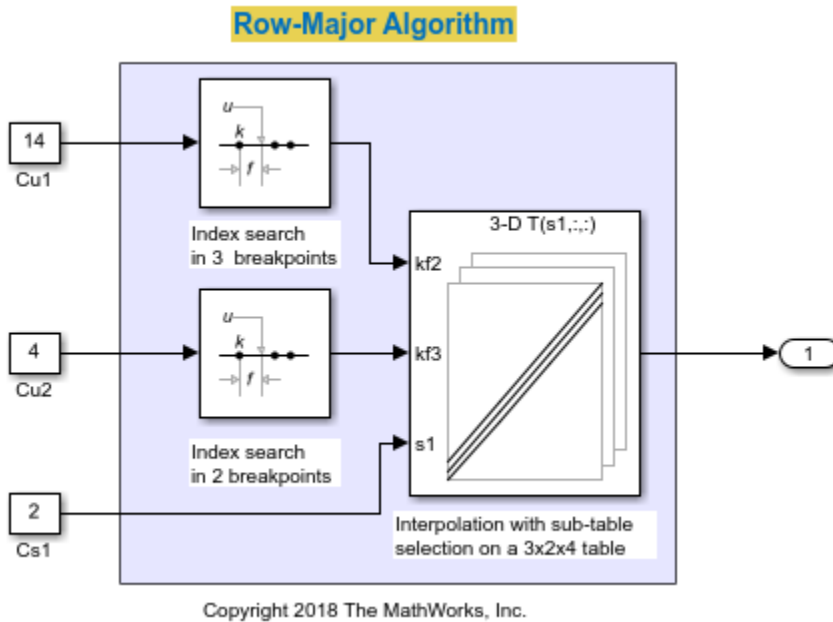 Row-Major Algorithm
14
Cu1
u
k
f
Index search
in 3 breakpoints
3-D T(s1,:,:)
kf2
kf3
s1
4
Cu2
u
k
f
Index search
in 2 breakpoints
2
Cs1
Interpolation with sub-table
selection on a 3x2x4 table
1
Copyright 2018 The MathWorks, Inc.